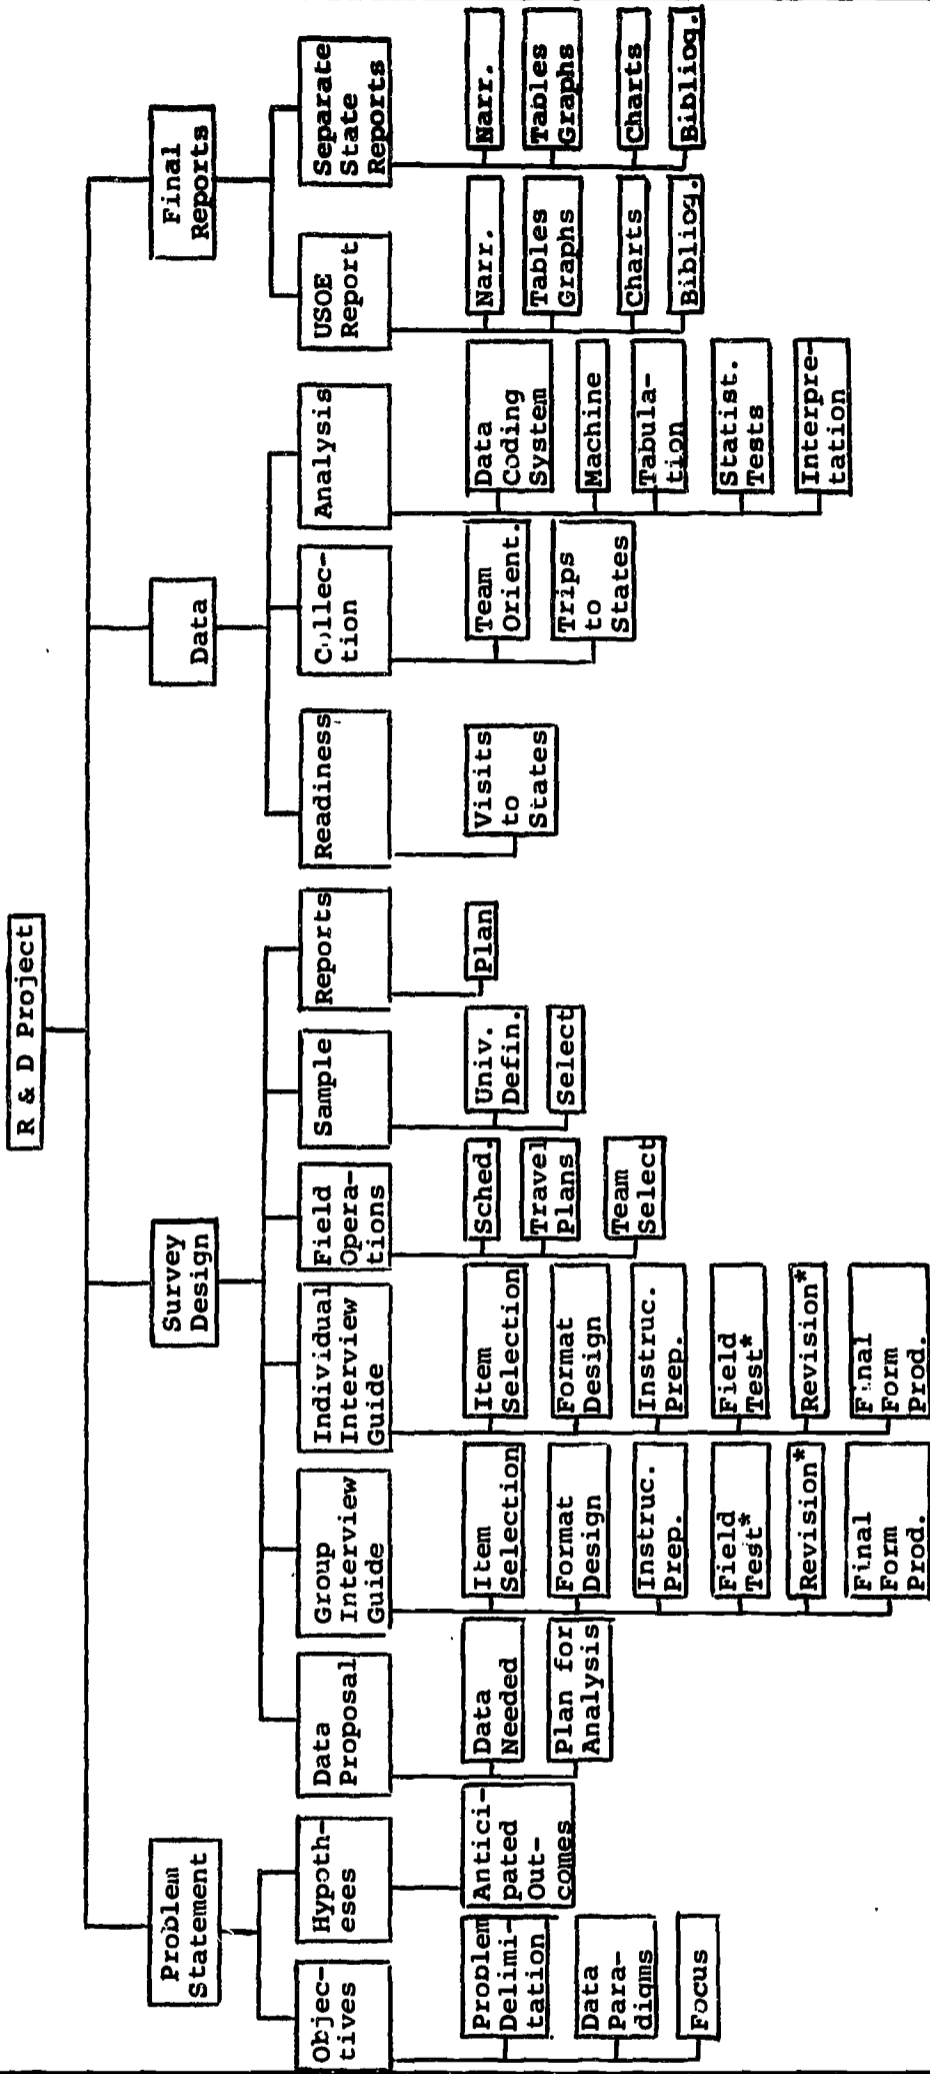 R & D Project
Problem
Statement
Survey
Design
Data
Final
Reports
Objec-
tives
Hypoth-
eses
Data
Proposal
Group
Interview
Guide
Individual
Interview
Guide
Field
Opera-
tions
Sample
Reports
Readiness
Collec-
tion
Analysis
USOE
Report
Separate
State
Reports
Problem
Delimi-
tation
Data
Para-
digms
Focus
Antici-
pated
Out-
comes
Data
Needed
Plan for
Analysis
Item
Selection
Format
Design
Instruc.
Prep.
Field
Test*
Revision*
Final
Form
Prod.
Item
Selection
Format
Design
Instruc.
Prep.
Field
Test*
Revision*
Final
Form
Prod.
Sched.
Travel
Plans
Team
Select
Univ.
Defin.
Select
Plan
Visits
to
States
Team
Orient.
Trips
to
States
Data
Coding
System
Machine
Tabula-
tion
Statist.
Tests
Interpre-
tation
Narr.
Tables
Graphs
Charts
Bibliog.
Narr.
Tables
Graphs
Charts
Bibliog.